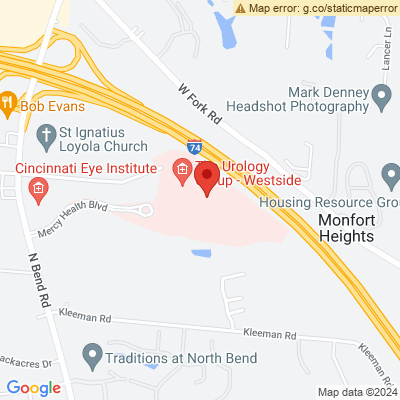 Map error: g.co/staticmaperror
Lancer Ln
W Fork Rd
Mark Denney
Headshot Photography
Bob Evans
St Ignatius
Loyola Church
74
Cincinnati Eye Institute
The Urology
up - Westside
Housing Resource Grou
Monfort
Heights
Mercy Health Blvd
N Bend Rd
Kleeman Rd
Kleeman Rd
Kleeman Rd
ackacres Dr
Traditions at North Bend
Google
Map data ©2024